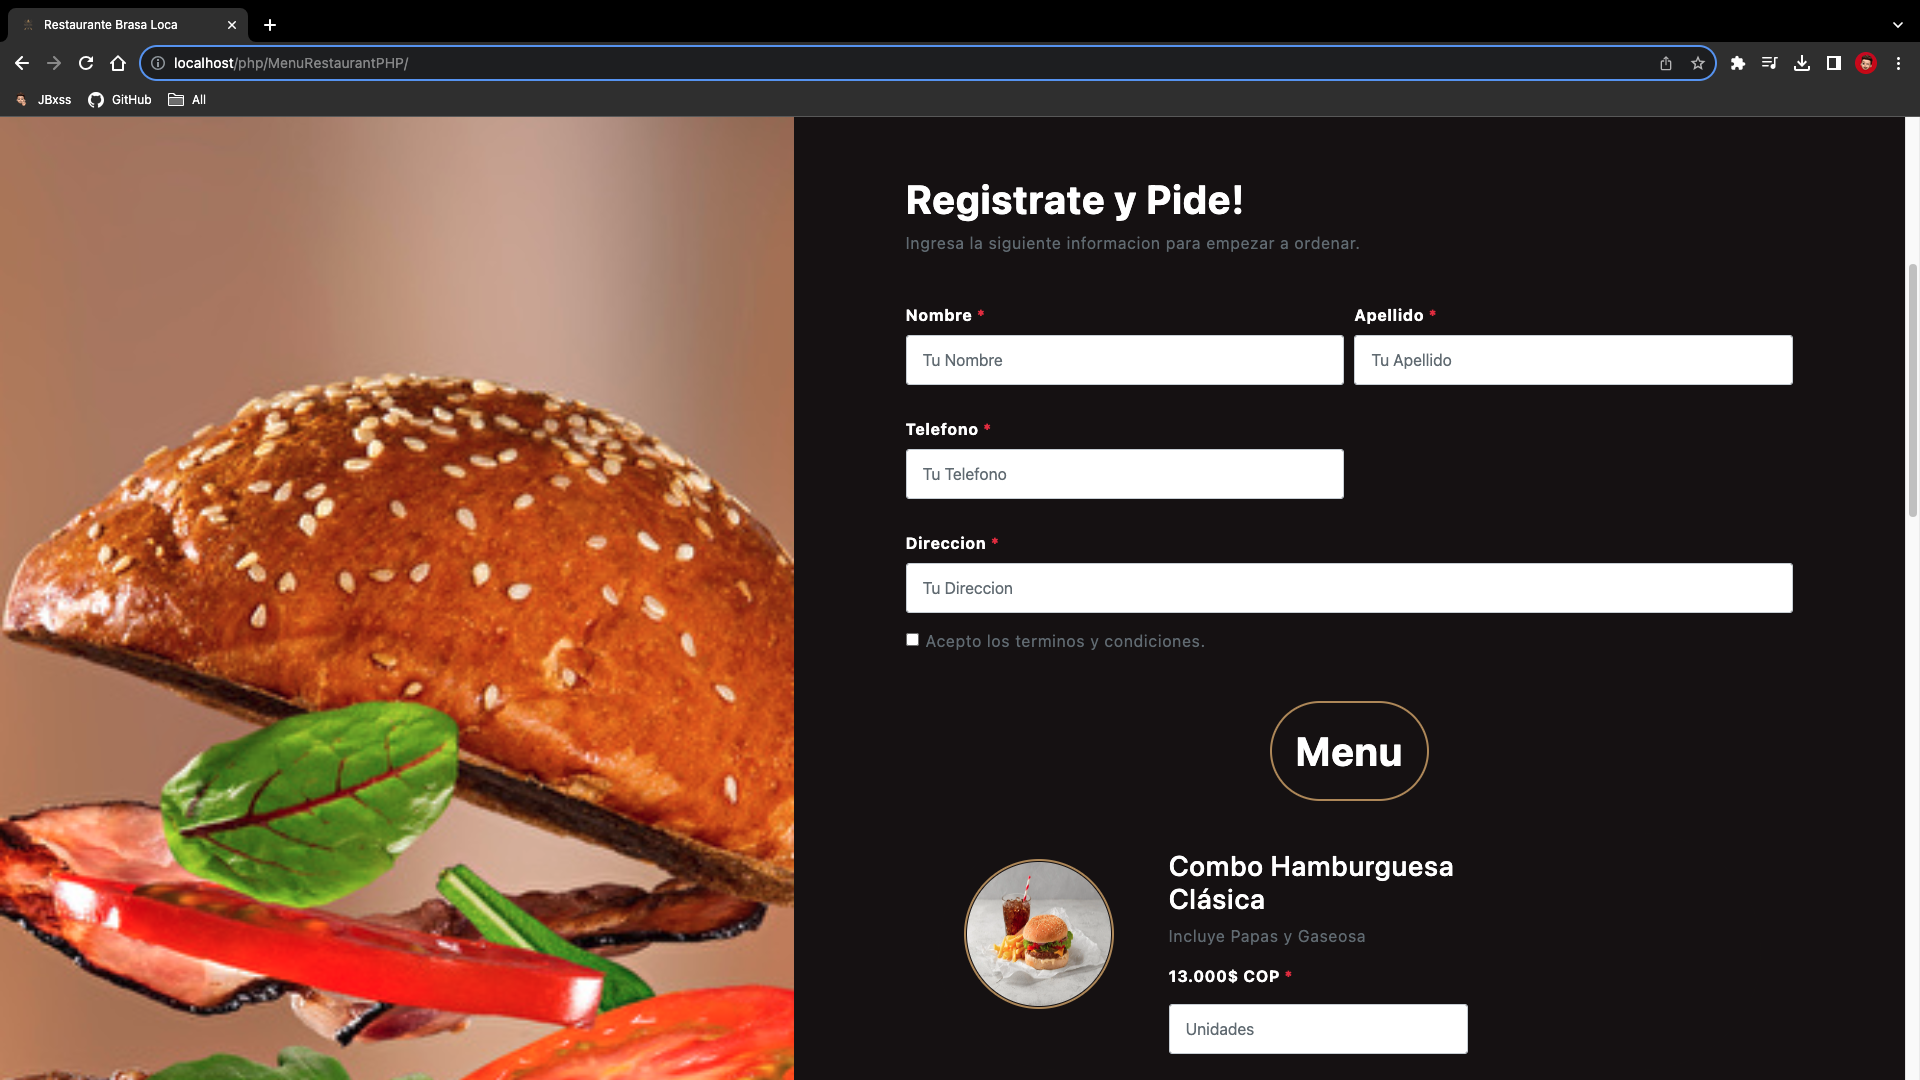 Restaurante Brasa Loca
localhost/php/MenuRestaurantPHP/
JBxss GitHub All
Registrate y Pide!
Ingresa la siguiente informacion para empezar a ordenar.
Nombre * Apellido *
Tu Nombre Tu Apellido
Telefono *
Tu Telefono
Direccion *
Tu Direccion
Acepto los terminos y condiciones.
Menu
Combo Hamburguesa
Clásica
Incluye Papas y Gaseosa
13.000$ COP *
Unidades